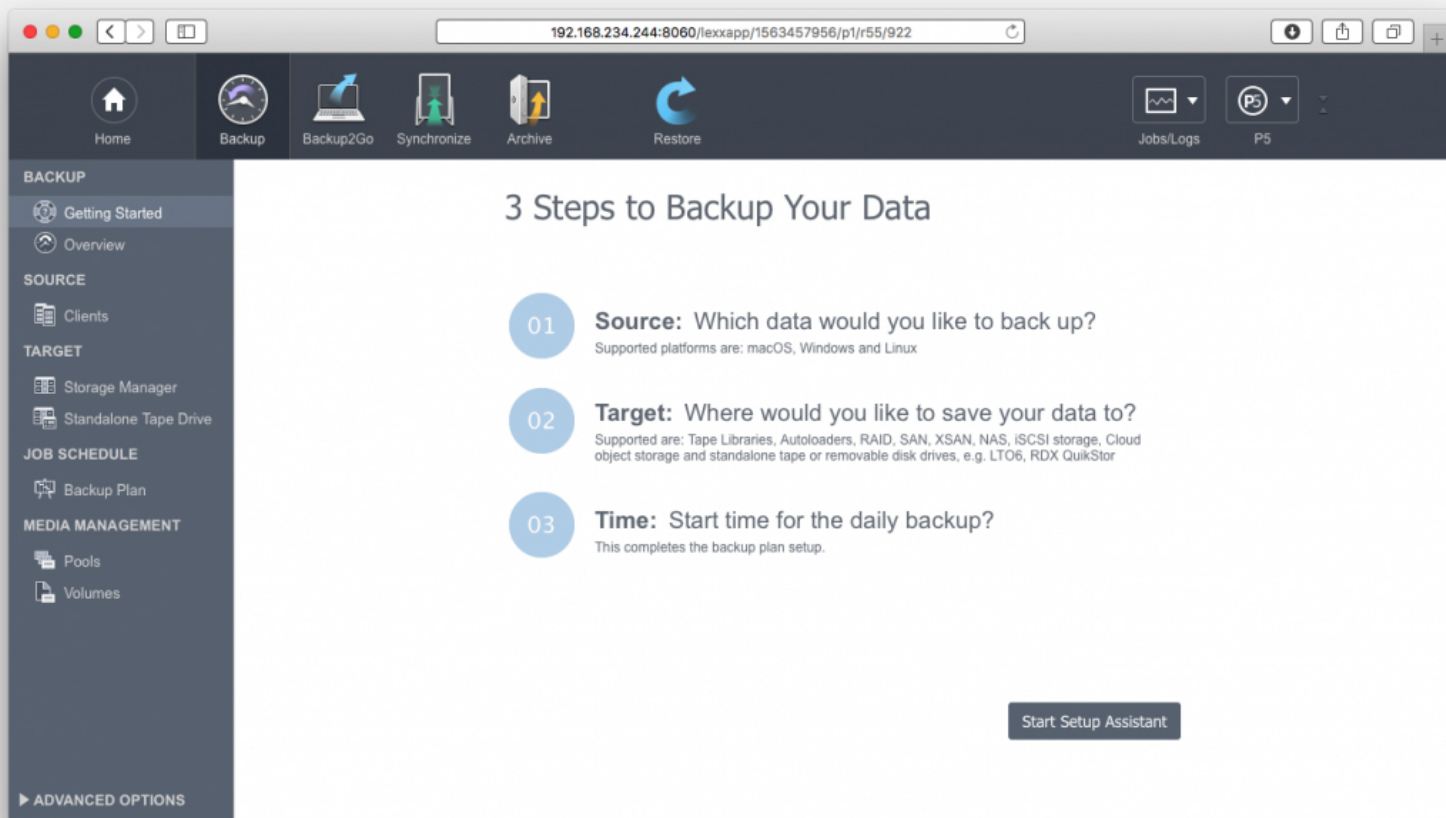 192.168.234.244:8060/lexxapp/1563457956/p1/r55/922
Home
Backup
Backup2Go
Synchronize
Archive
Restore
Jobs/Logs
P5
P5
BACKUP
Getting Started
Overview
SOURCE
Clients
TARGET
Storage Manager
Standalone Tape Drive
JOB SCHEDULE
Backup Plan
MEDIA MANAGEMENT
Pools
Volumes
ADVANCED OPTIONS
3 Steps to Backup Your Data
01
Source: Which data would you like to back up?
Supported platforms are: macOS, Windows and Linux
02
Target: Where would you like to save your data to?
Supported are: Tape Libraries, Autoloaders, RAID, SAN, XSAN, NAS, iSCSI storage, Cloud
object storage and standalone tape or removable disk drives, e.g. LTO6, RDX QuikStor
03
Time: Start time for the daily backup?
This completes the backup plan setup.
Start Setup Assistant